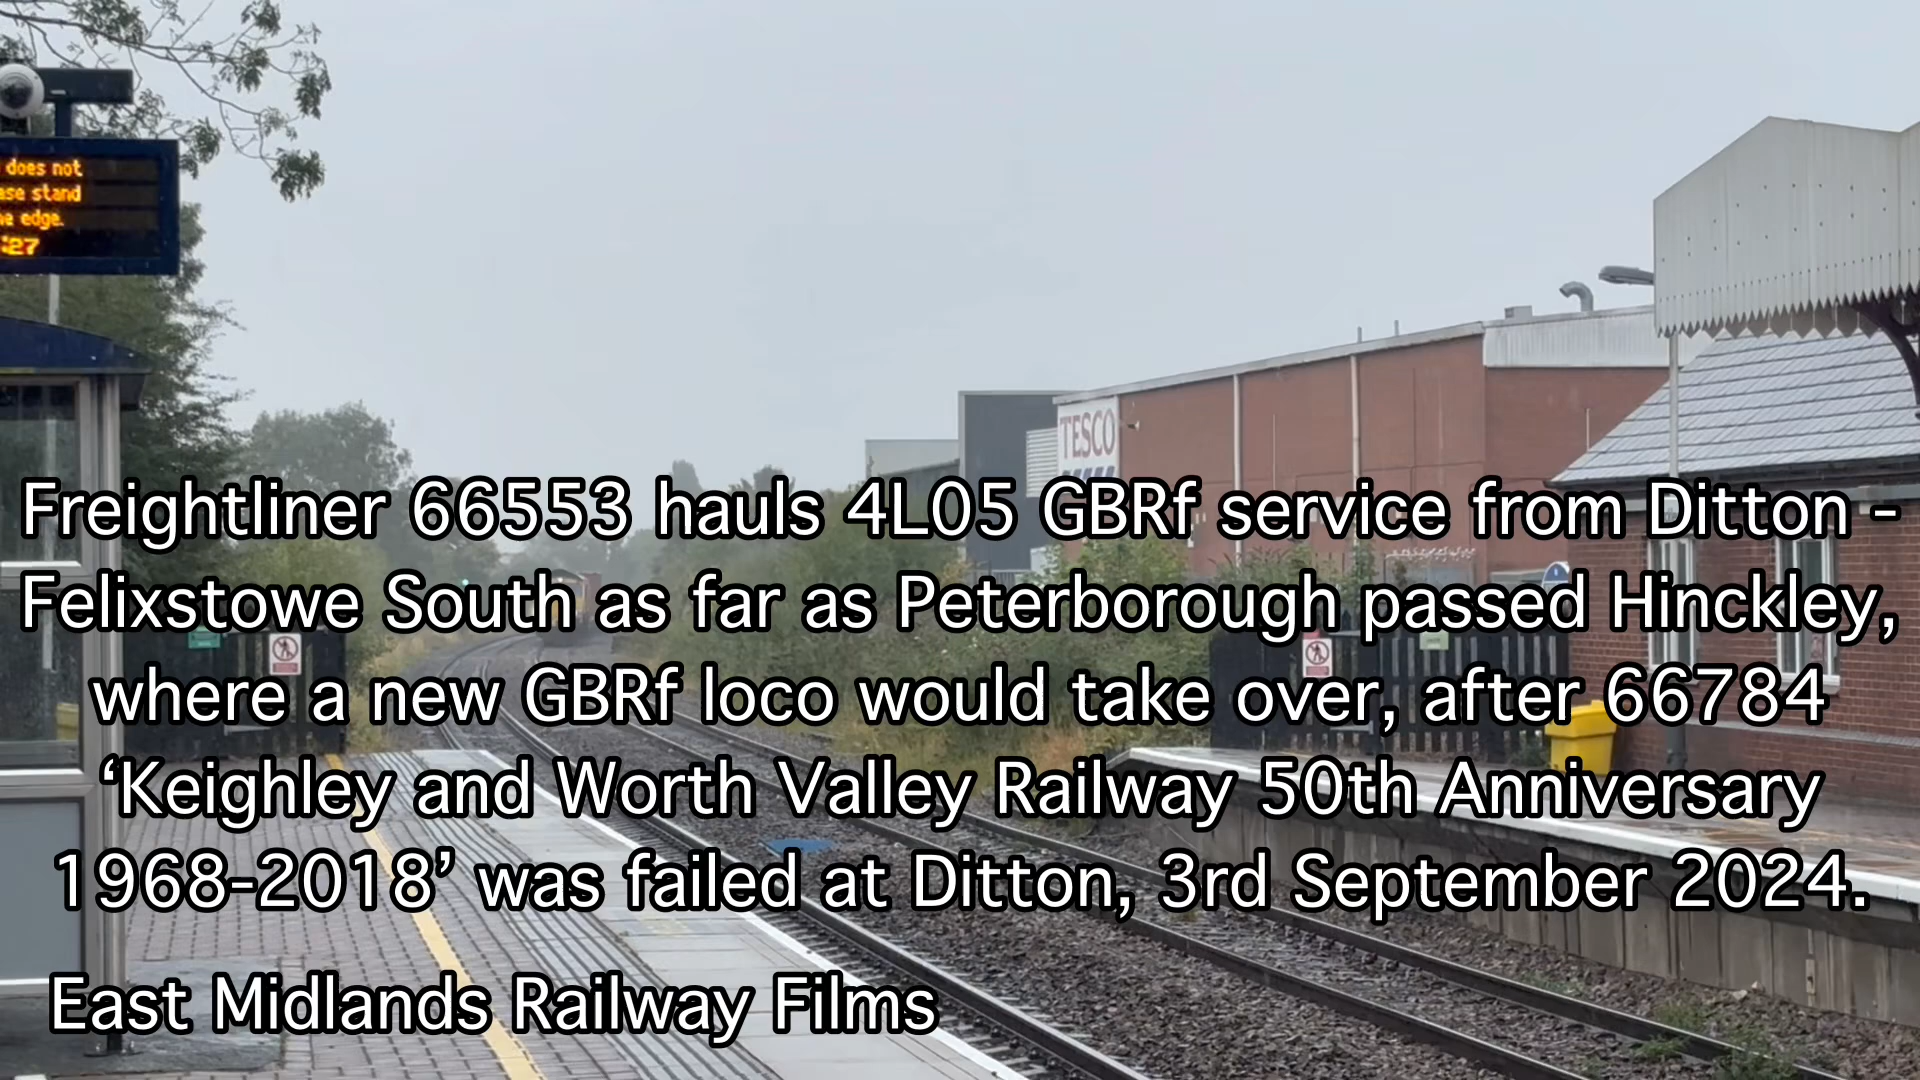 does not
ase stand
e edge.
:27
TESCO
Freightliner 66553 hauls 4L05 GBRf service from Ditton -
Felixstowe South as far as Peterborough passed Hinckley,
where a new GBRf loco would take over, after 66784
‘Keighley and Worth Valley Railway 50th Anniversary
1968-2018’ was failed at Ditton, 3rd September 2024.
East Midlands Railway Films